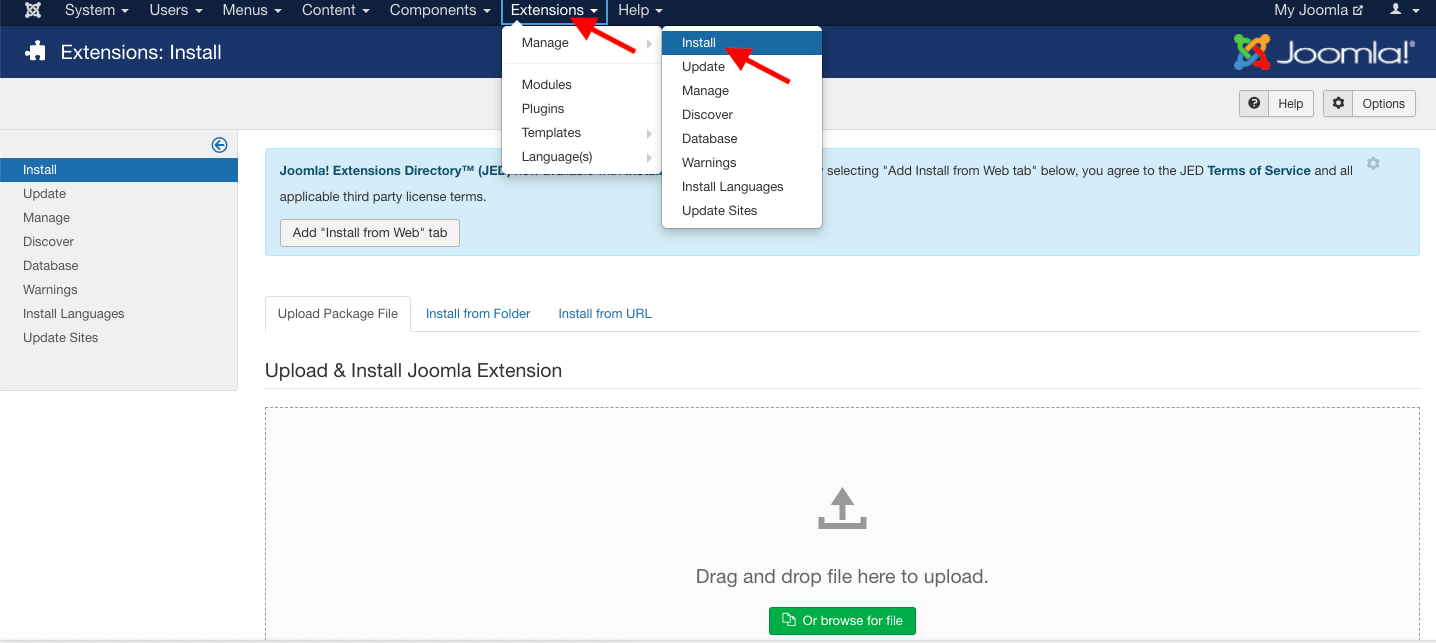 System Users Menus Content Components Extensions Help My Joomla
Extensions: Install
Joomla!®
Manage
Modules
Plugins
Templates
Language(s)
Install
Update
Manage
Discover
Database
Warnings
Install Languages
Update Sites
Help Options
Install
Update
Manage
Discover
Database
Warnings
Install Languages
Update Sites
Joomla! Extensions Directory™ (JED) selecting "Add Install from Web tab" below, you agree to the JED Terms of Service and all
applicable third party license terms.
Add "Install from Web" tab
Upload Package File Install from Folder Install from URL
Upload & Install Joomla Extension
Drag and drop file here to upload.
Or browse for file